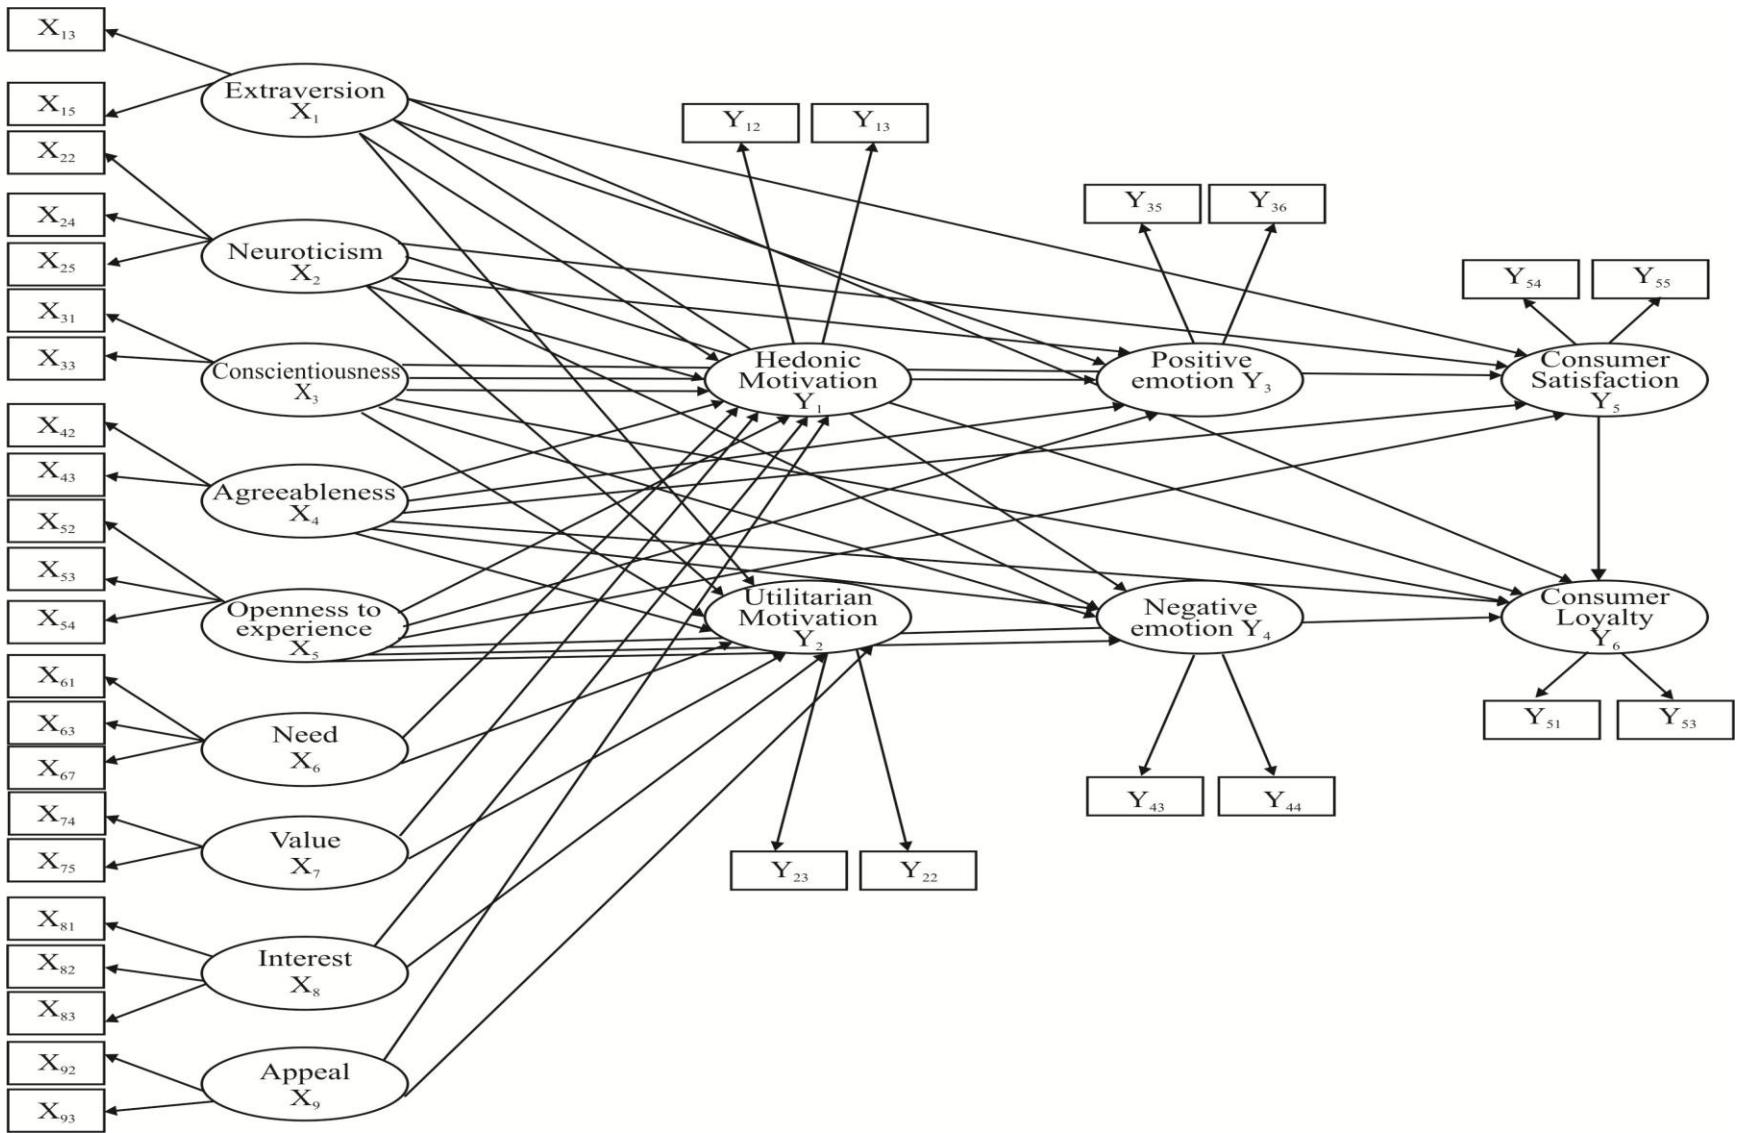 X₁₃
X₁₅
X₂₂
X₂₄
X₂₅
X₃₁
X₃₃
X₄₂
X₄₃
X₅₂
X₅₃
X₅₄
X₆₁
X₆₃
X₆₇
X₇₄
X₇₅
X₈₁
X₈₂
X₈₃
X₉₂
X₉₃
Extraversion
X₁
Neuroticism
X₂
Conscientiousness
X₃
Agreeableness
X₄
Openness to
experience
X₅
Need
X₆
Value
X₇
Interest
X₈
Appeal
X₉
Y₁₂
Y₁₃
Hedonic
Motivation
Y₁
Utilitarian
Motivation
Y₂
Y₂₃
Y₂₂
Y₃₅
Y₃₆
Positive
emotion Y₃
Negative
emotion Y₄
Y₄₃
Y₄₄
Y₅₄
Y₅₅
Consumer
Satisfaction
Y₅
Consumer
Loyalty
Y₆
Y₅₁
Y₅₃